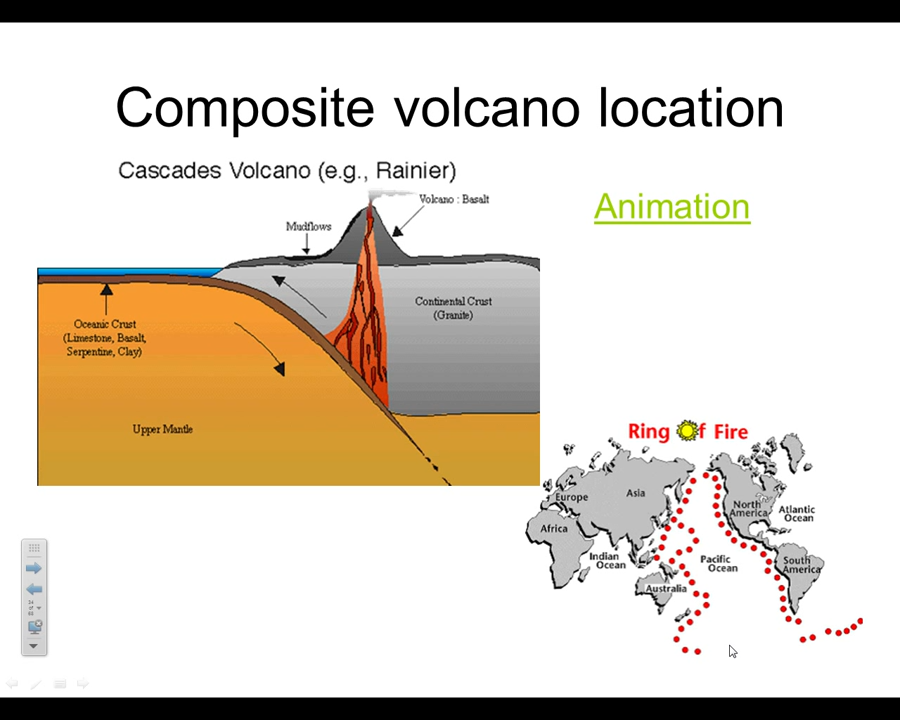 Composite volcano location
Cascades Volcano (e.g., Rainier)
Animation
Volcano : Basalt
Mudflows
Continental Crust
(Granite)
Oceanic Crust
(Limestone, Basalt,
Serpentine, Clay)
Upper Mantle
Ring Of Fire
Europe
Asia
North
America
Atlantic
Ocean
Africa
Indian
Ocean
Pacific
Ocean
South
America
Australia